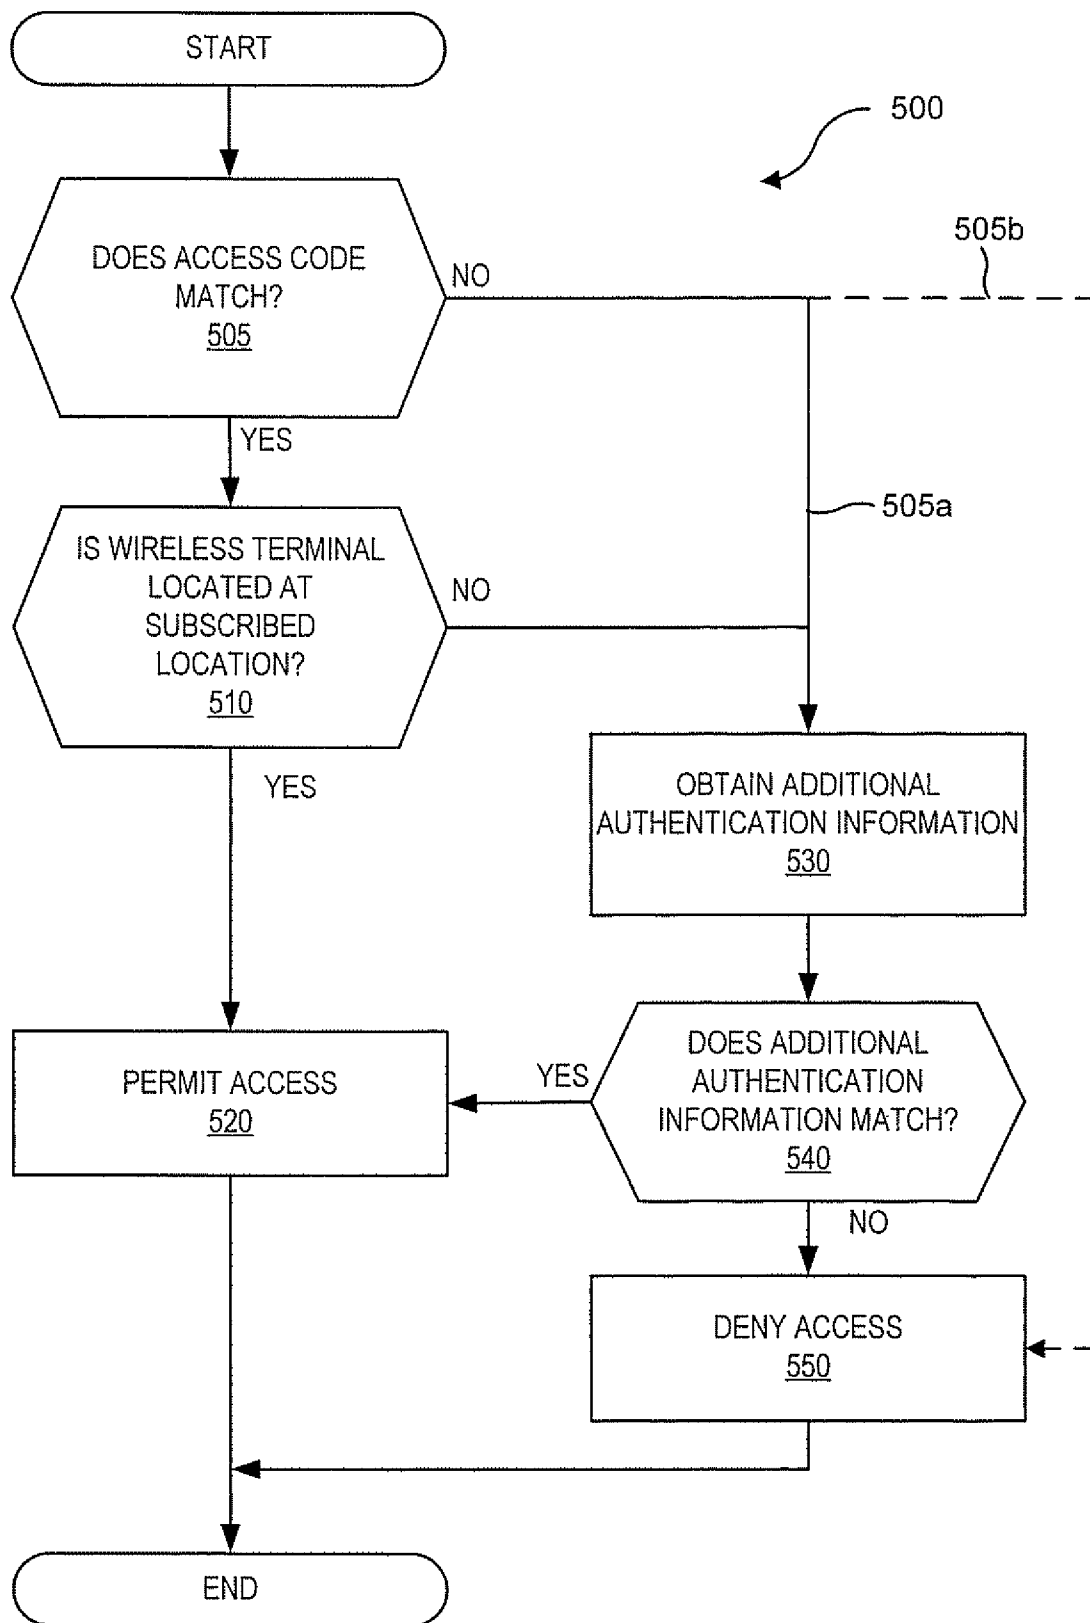 START
500
505b
DOES ACCESS CODE
MATCH?
505
NO
YES
505a
IS WIRELESS TERMINAL
LOCATED AT
SUBSCRIBED
LOCATION?
510
NO
YES
OBTAIN ADDITIONAL
AUTHENTICATION INFORMATION
530
PERMIT ACCESS
520
YES
DOES ADDITIONAL
AUTHENTICATION
INFORMATION MATCH?
540
NO
DENY ACCESS
550
END